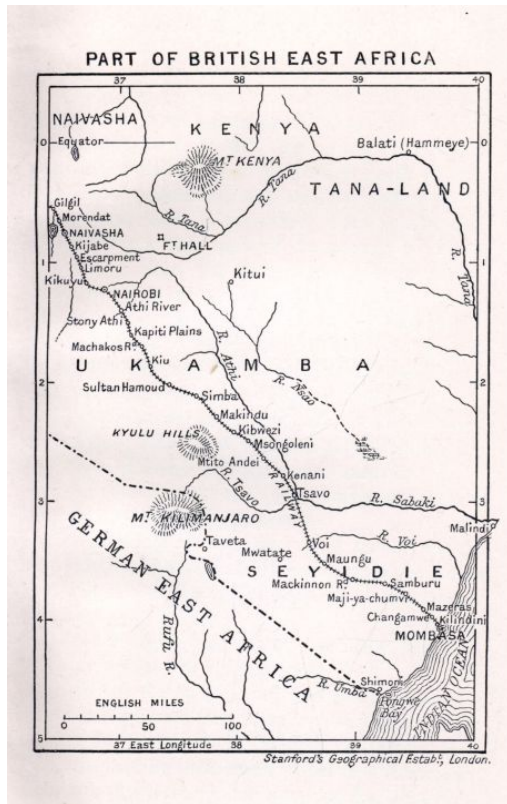 PART OF BRITISH EAST AFRICA
37 38 39 40
NAIVASHA
KENYA
0 Equator 0
Balati (Hammeye)
MT KENYA
TANA-LAND
R. Tana
R. Tana
R. Tana
Gilgil
Morendat
NAIVASHA
FT HALL
Kijabe
Escarpment
Limoru
1 1
Kikuyu
Kitui
NAIROBI
Athi River
Stony Athi
Kapiti Plains
R. Athi
Machakos Rd.
Kiu
UKAMBA
2 2
Sultan Hamoud
Simba
R. Nsao
Makindu
KYULU HILLS
Kibwezi
Msongoleni
Mtito Andei
Kenani
R. Tsavo
RAILWAY
Tsavo
3 3
R. Sabaki
MT KILIMANJARO
Malindi
GERMAN EAST AFRICA
Taveta
Voi
R. Voi
Mwatate
Maungu
SEYIDIE
Mackinnon Rd.
Samburu
Maji-ya-chumvi
Mazeras
4 4
Changamwe
Kilindini
MOMBASA
Rufu R.
R. Umba
Shimoni
Pongwe
Bay
INDIAN OCEAN
ENGLISH MILES
0 50 100
5 5
37 East Longitude 38 39 40
Stanford's Geographical Estabt., London.